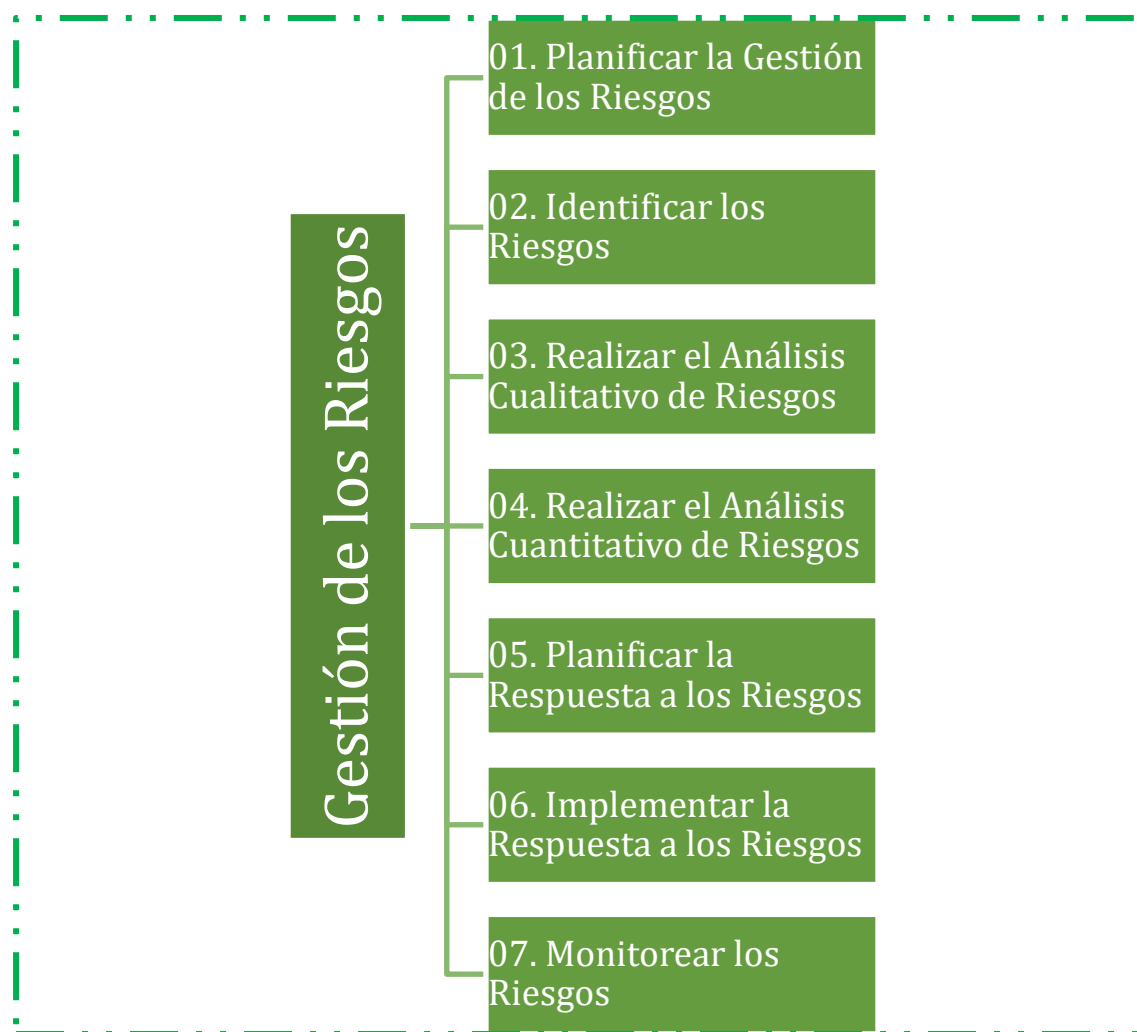 Gestión de los Riesgos
01. Planificar la Gestión
de los Riesgos
02. Identificar los
Riesgos
03. Realizar el Análisis
Cualitativo de Riesgos
04. Realizar el Análisis
Cuantitativo de Riesgos
05. Planificar la
Respuesta a los Riesgos
06. Implementar la
Respuesta a los Riesgos
07. Monitorear los
Riesgos